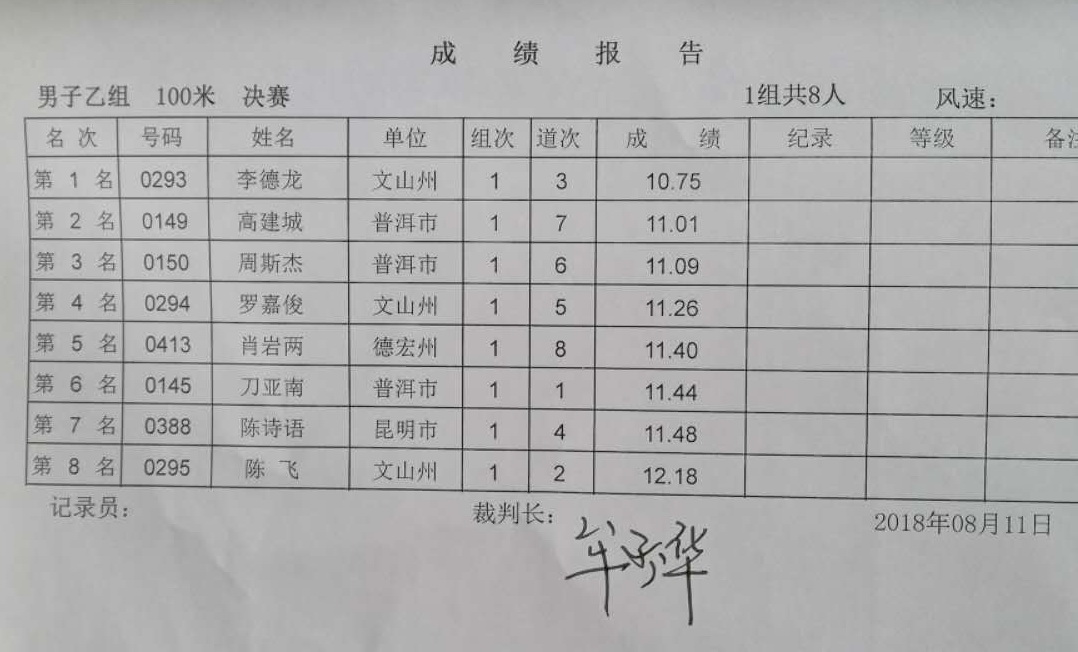 成 绩 报 告
男子乙组 100米 决赛 1组共8人 风速：
名 次 号码 姓名 单位 组次 道次 成 绩 纪录 等级 备注
第 1 名 0293 李德龙 文山州 1 3 10.75
第 2 名 0149 高建城 普洱市 1 7 11.01
第 3 名 0150 周斯杰 普洱市 1 6 11.09
第 4 名 0294 罗嘉俊 文山州 1 5 11.26
第 5 名 0413 肖岩两 德宏州 1 8 11.40
第 6 名 0145 刀亚南 普洱市 1 1 11.44
第 7 名 0388 陈诗语 昆明市 1 4 11.48
第 8 名 0295 陈 飞 文山州 1 2 12.18
记录员： 裁判长： 2018年08月11日